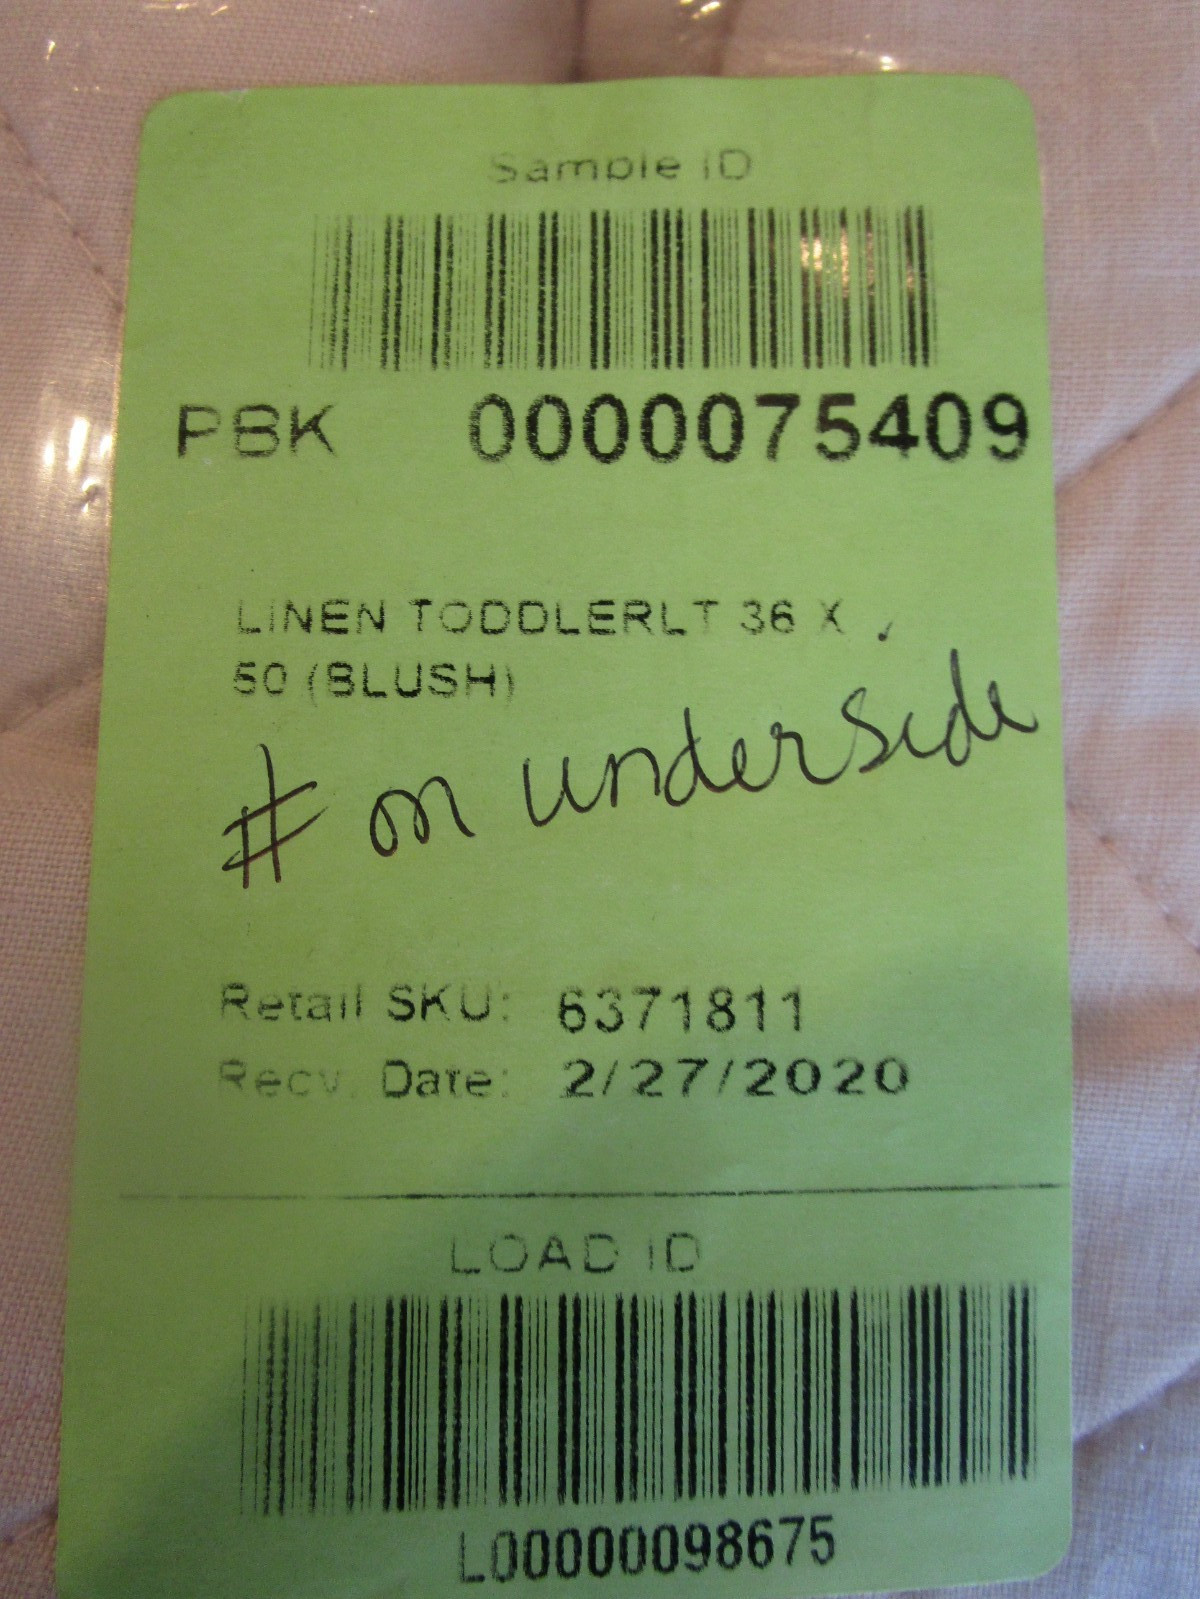 Sample ID
PBK 0000075409
LINEN TODDLERLT 36 X
50 (BLUSH)
# on underside
Retail SKU: 6371811
Recv. Date: 2/27/2020
LOAD ID
L00000098675